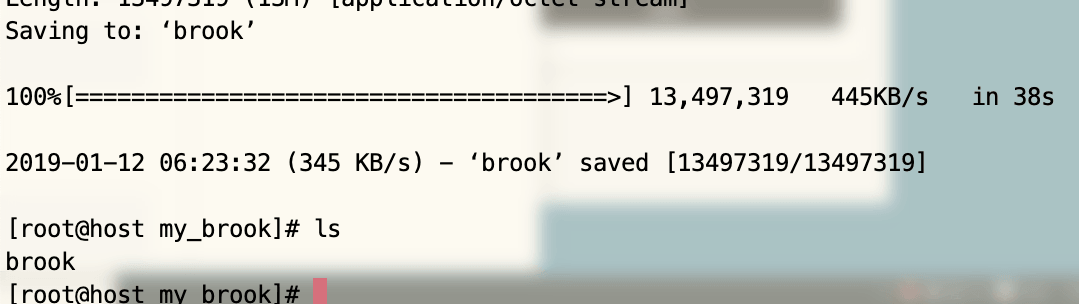 Length: 13497319 (13M) [application/octet-stream]
Saving to: ‘brook’
100%[======================================>] 13,497,319   445KB/s   in 38s
2019-01-12 06:23:32 (345 KB/s) - ‘brook’ saved [13497319/13497319]
[root@host my_brook]# ls
brook
[root@host my_brook]#